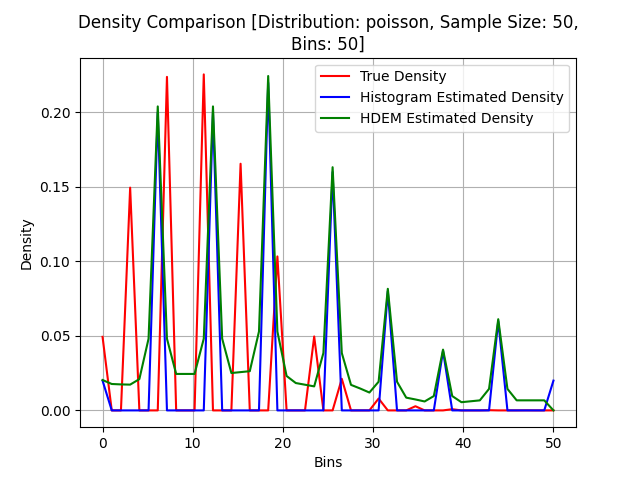 Density Comparison [Distribution: poisson, Sample Size: 50,
Bins: 50]
True Density
Histogram Estimated Density
HDEM Estimated Density
Density
0.20
0.15
0.10
0.05
0.00
0 10 20 30 40 50
Bins